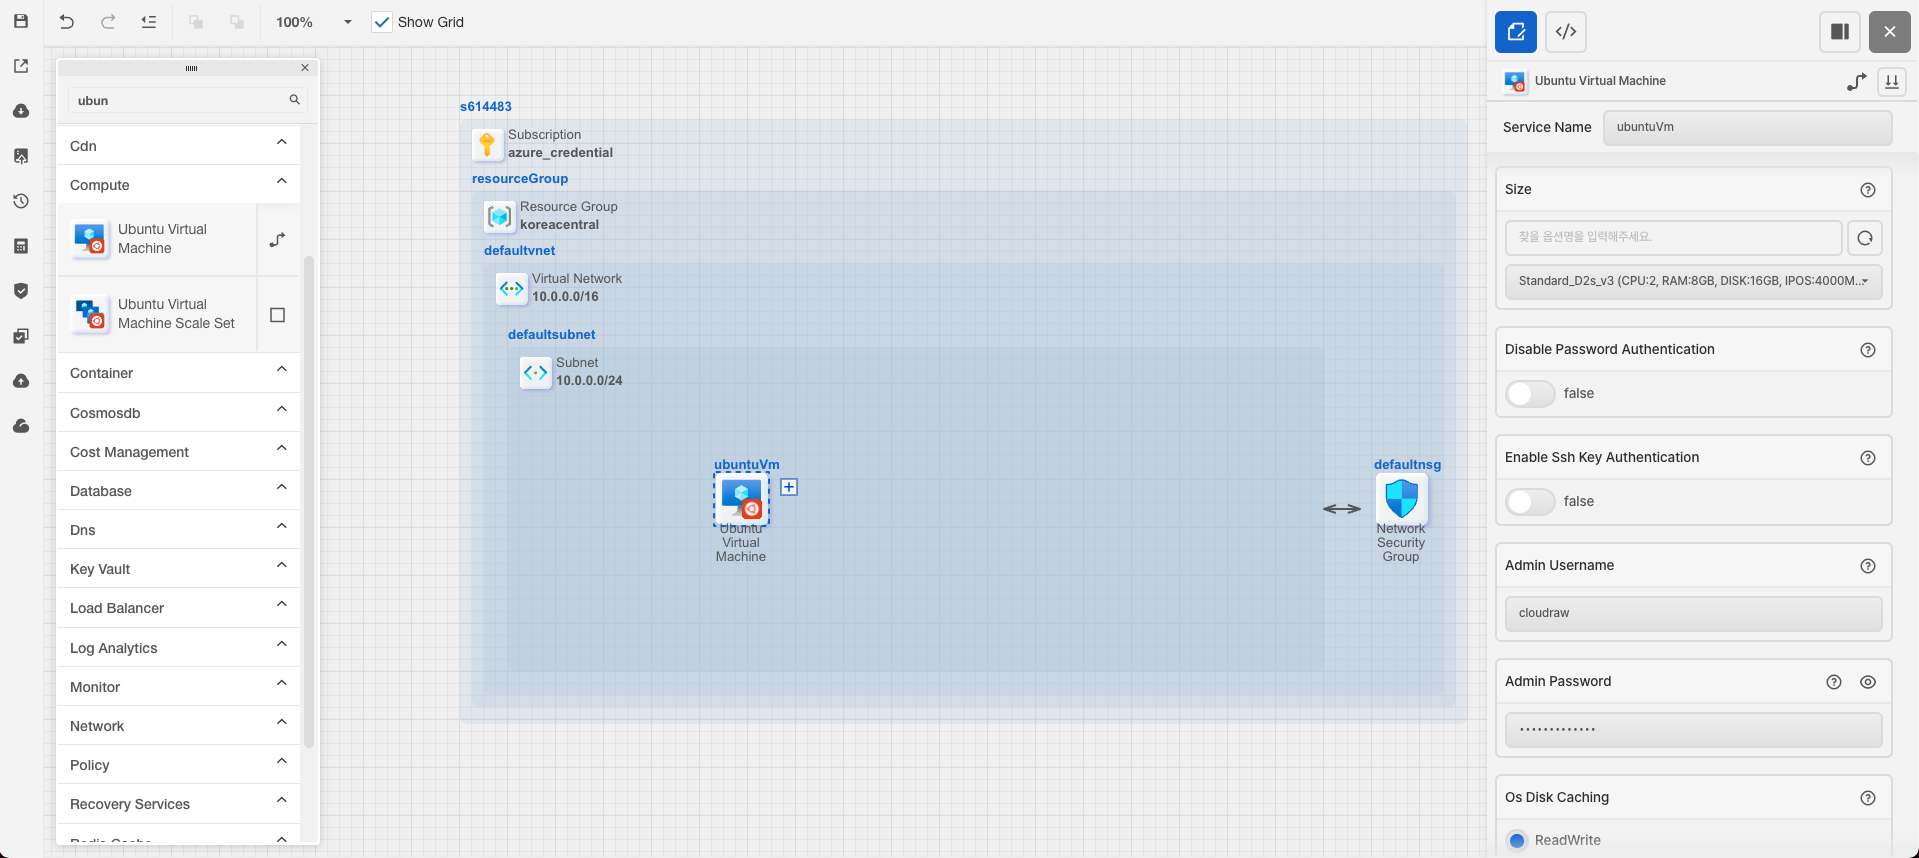 100%
Show Grid
ubun
Cdn
Compute
Ubuntu Virtual
Machine
Ubuntu Virtual
Machine Scale Set
Container
Cosmosdb
Cost Management
Database
Dns
Key Vault
Load Balancer
Log Analytics
Monitor
Network
Policy
Recovery Services
s614483
Subscription
azure_credential
resourceGroup
Resource Group
koreacentral
defaultvnet
Virtual Network
10.0.0.0/16
defaultsubnet
Subnet
10.0.0.0/24
ubuntuVm
Ubuntu
Virtual
Machine
defaultnsg
Network
Security
Group
</>
Ubuntu Virtual Machine
Service Name
ubuntuVm
Size
찾을 옵션명을 입력해주세요.
Standard_D2s_v3 (CPU:2, RAM:8GB, DISK:16GB, IPOS:4000M...
Disable Password Authentication
false
Enable Ssh Key Authentication
false
Admin Username
cloudraw
Admin Password
•••••••••••••
Os Disk Caching
ReadWrite